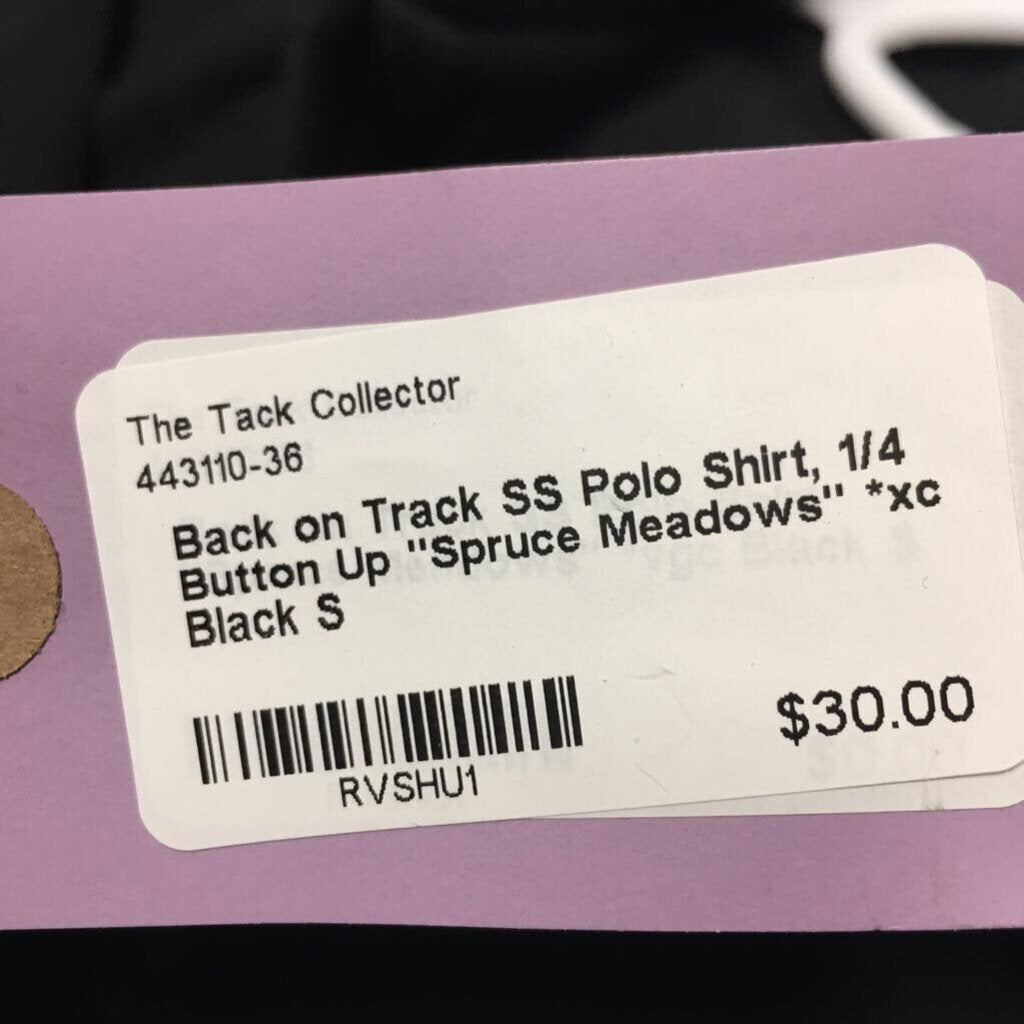 The Tack Collector
443110-36
Back on Track SS Polo Shirt, 1/4
Button Up "Spruce Meadows" *xc
Black S
$30.00
RVSHU1